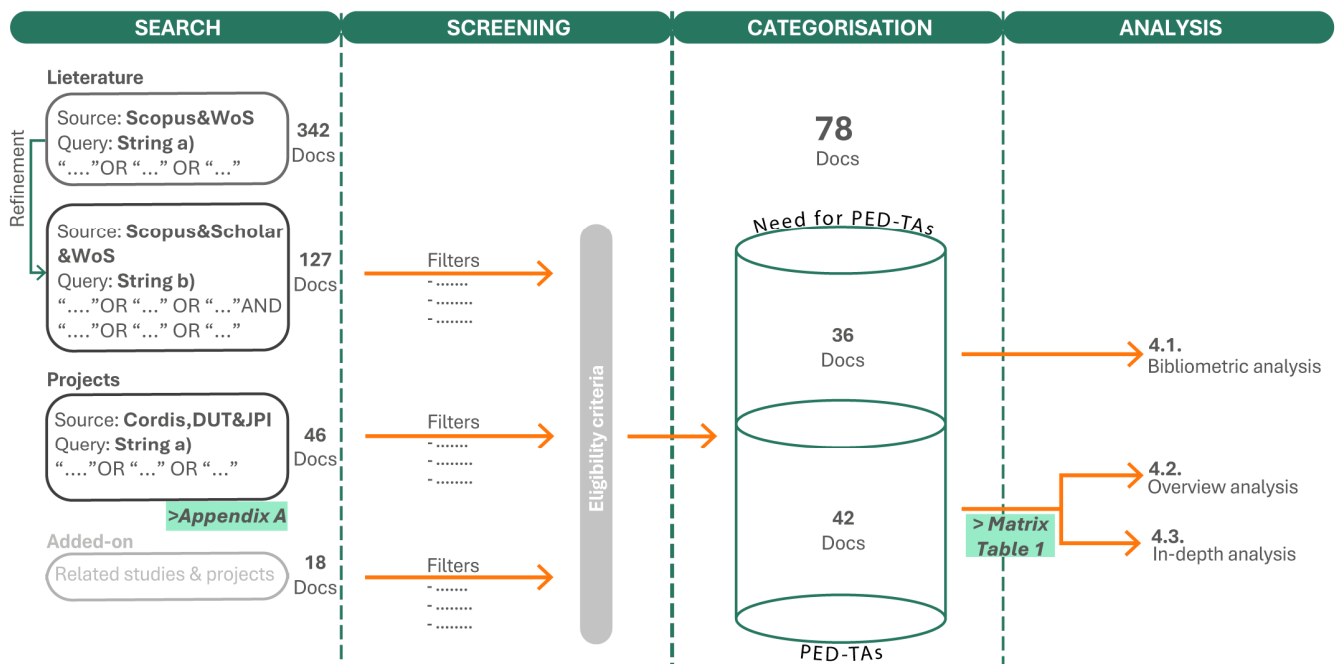 SEARCH
SCREENING
CATEGORISATION
ANALYSIS
Lieterature
Refinement
Source: Scopus&WoS
Query: String a)
“....”OR “...” OR “...”
342
Docs
Source: Scopus&Scholar
&WoS
Query: String b)
“....”OR “...” OR “...”AND
“....”OR “...” OR “...”
127
Docs
Projects
Source: Cordis,DUT&JPI
Query: String a)
“....”OR “...” OR “...”
46
Docs
>Appendix A
Added-on
Related studies & projects
18
Docs
Filters
- .......
- ........
- ........
Filters
- .......
- ........
- ........
Filters
- .......
- ........
- ........
Eligibility criteria
78
Docs
Need for PED-TAs
36
Docs
42
Docs
PED-TAs
> Matrix
Table 1
4.1.
Bibliometric analysis
4.2.
Overview analysis
4.3.
In-depth analysis